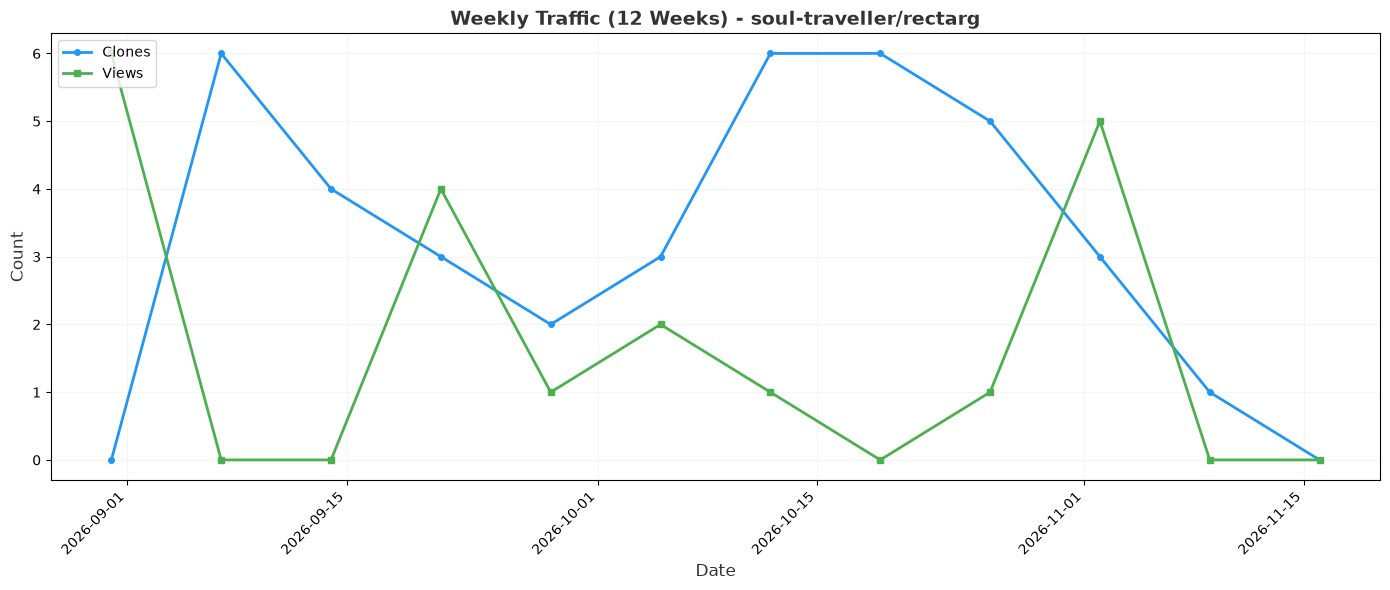 Weekly Traffic (12 Weeks) - soul-traveller/rectarg
Clones
Views
Count
6
5
4
3
2
1
0
2026-09-01
2026-09-15
2026-10-01
2026-10-15
2026-11-01
2026-11-15
Date